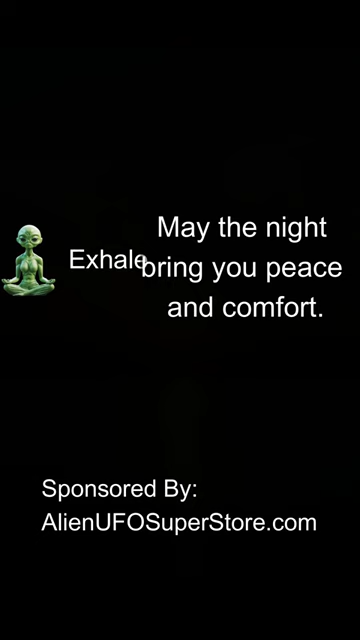 May the night
Exhale
bring you peace
and comfort.
Sponsored By:
AlienUFOSuperStore.com